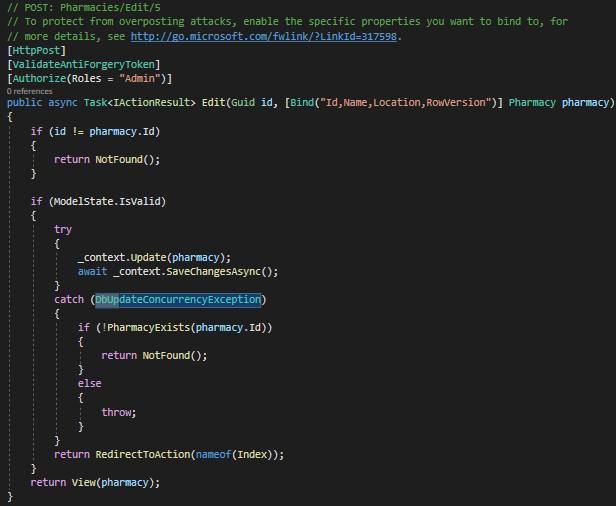 // POST: Pharmacies/Edit/5
// To protect from overposting attacks, enable the specific properties you want to bind to, for
// more details, see http://go.microsoft.com/fwlink/?LinkId=317598.
[HttpPost]
[ValidateAntiForgeryToken]
[Authorize(Roles = "Admin")]
0 references
public async Task<IActionResult> Edit(Guid id, [Bind("Id,Name,Location,RowVersion")] Pharmacy pharmacy)
{
    if (id != pharmacy.Id)
    {
        return NotFound();
    }

    if (ModelState.IsValid)
    {
        try
        {
            _context.Update(pharmacy);
            await _context.SaveChangesAsync();
        }
        catch (DbUpdateConcurrencyException)
        {
            if (!PharmacyExists(pharmacy.Id))
            {
                return NotFound();
            }
            else
            {
                throw;
            }
        }
        return RedirectToAction(nameof(Index));
    }
    return View(pharmacy);
}